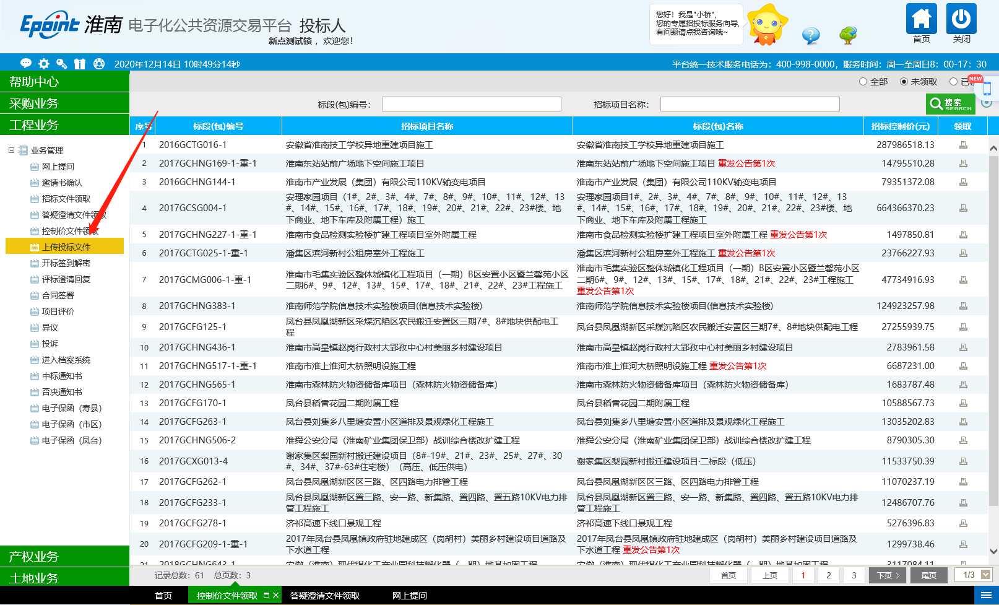 Epoint 淮南 电子化公共资源交易平台 投标人
新点测试锁 ，欢迎您！
您好！我是"小桥"，
您的专属招投标服务向导，
有问题请点我咨询哦~
首页
关闭
2020年12月14日 10时49分14秒
平台统一技术服务电话为：400-998-0000，服务时间：周一至周日8：00-17：30
帮助中心
采购业务
工程业务
业务管理
网上提问
邀请书确认
招标文件领取
答疑澄清文件领取
控制价文件领取
上传投标文件
开标签到解密
评标澄清回复
合同签署
项目评价
异议
投诉
进入档案系统
中标通知书
否决通知书
电子保函（寿县）
电子保函（市区）
电子保函（凤台）
产权业务
土地业务
全部 未领取 已
NEW
标段(包)编号：
招标项目名称：
搜索
SEARCH
序号 标段(包)编号 招标项目名称 标段(包)名称 招标控制价(元) 领取
1 2016GCTG016-1 安徽省淮南技工学校异地重建项目施工 安徽省淮南技工学校异地重建项目施工 287986518.13
2 2017GCHNG169-1-重-1 淮南东站站前广场地下空间施工项目 淮南东站站前广场地下空间施工项目 重发公告第1次 14795510.28
3 2016GCHNG144-1 淮南市产业发展（集团）有限公司110KV输变电项目 淮南市产业发展（集团）有限公司110KV输变电项目 79351372.08
4 2017GCSG004-1
安理家园项目（1#、2#、3#、4#、7#、8#、9#、10#、11#、12#、13
#、14#、15#、16#、17#、18#、19#、20#、21#、22#、23#楼、地
下商业、地下车库及附属工程）施工
安理家园项目1#、2#、3#、4#、7#、8#、9#、10#、11#、12#、13
#、14#、15#、16#、17#、18#、19#、20#、21#、22#、23#楼、地
下商业、地下车库及附属工程施工
664366370.23
5 2017GCHNG227-1-重-1 淮南市食品检测实验楼扩建工程项目室外附属工程 淮南市食品检测实验楼扩建工程项目室外附属工程 重发公告第1次 1497850.81
6 2017GCTG025-1-重-1 潘集区滨河新村公租房室外工程施工 潘集区滨河新村公租房室外工程施工 重发公告第1次 23766227.93
7 2017GCMG006-1-重-1
淮南市毛集实验区整体城镇化工程项目（一期）B区安置小区暨兰馨苑小区
二期6#、9#、12#、13#、15#、17#、18#、21#、22#、23#工程施工
淮南市毛集实验区整体城镇化工程项目（一期）B区安置小区暨兰馨苑小区
二期6#、9#、12#、13#、15#、17#、18#、21#、22#、23#工程施工
重发公告第1次
47734916.93
8 2017GCHNG383-1 淮南师范学院信息技术实验楼项目(信息技术实验楼) 淮南师范学院信息技术实验楼项目(信息技术实验楼) 124923257.98
9 2017GCFG125-1
凤台县凤凰湖新区采煤沉陷区农民搬迁安置区三期7#、8#地块供配电工
程
凤台县凤凰湖新区采煤沉陷区农民搬迁安置区三期7#、8#地块供配电工程
27255939.75
10 2017GCHNG436-1 淮南市高皇镇赵岗行政村大郢孜中心村美丽乡村建设项目 淮南市高皇镇赵岗行政村大郢孜中心村美丽乡村建设项目 2783961.58
11 2017GCHNG517-1-重-1 淮南市淮上淮河大桥照明设施工程 淮南市淮上淮河大桥照明设施工程 重发公告第1次 6687231.00
12 2017GCHNG565-1 淮南市森林防火物资储备库项目（森林防火物资储备库） 淮南市森林防火物资储备库项目（森林防火物资储备库） 1683787.48
13 2017GCFG170-1 凤台县稻香花园二期附属工程 凤台县稻香花园二期附属工程 10588567.73
14 2017GCFG263-1 凤台县刘集乡八里塘安置小区道排及景观绿化工程施工 凤台县刘集乡八里塘安置小区道排及景观绿化工程施工 13035202.83
15 2017GCHNG506-2 淮舜公安分局（淮南矿业集团保卫部）战训综合楼改扩建工程 淮舜公安分局（淮南矿业集团保卫部）战训综合楼改扩建工程 8790305.30
16 2017GCXG013-4
谢家集区梨园新村搬迁建设项目（8#-19#、21#、23#、25#、27#、30
#、34#、37#-63#住宅楼）（高压、低压供电）
谢家集区梨园新村搬迁建设项目·二标段（低压）
11533750.39
17 2017GCFG262-1 凤台县凤凰湖新区区三路、区四路电力排管工程 凤台县凤凰湖新区区三路、区四路电力排管工程 11070237.19
18 2017GCFG233-1
凤台县凤凰湖新区置三路、安一路、新集路、置四路、置五路10KV电力排
管工程施工
凤台县凤凰湖新区置三路、安一路、新集路、置四路、置五路10KV电力排
管工程施工
12486707.76
19 2017GCFG278-1 济祁高速下线口景观工程 济祁高速下线口景观工程 5276396.83
20 2017GCFG209-1-重-1
2017年凤台县凤凰镇政府驻地建成区（岗胡村）美丽乡村建设项目道路及
下水道工程
2017年凤台县凤凰镇政府驻地建成区（岗胡村）美丽乡村建设项目道路及
下水道工程 重发公告第1次
1299738.46
21 2018GCHNG643-1 安徽（淮南）现代煤化工产业园科技孵化器（一期）地基加固工程 安徽（淮南）现代煤化工产业园科技孵化器（一期）地基加固工程 3117084.11
记录总数：61 总页数：3
首页 上页 1 2 3 下页 尾页 1/3
首页 控制价文件领取 答疑澄清文件领取 网上提问